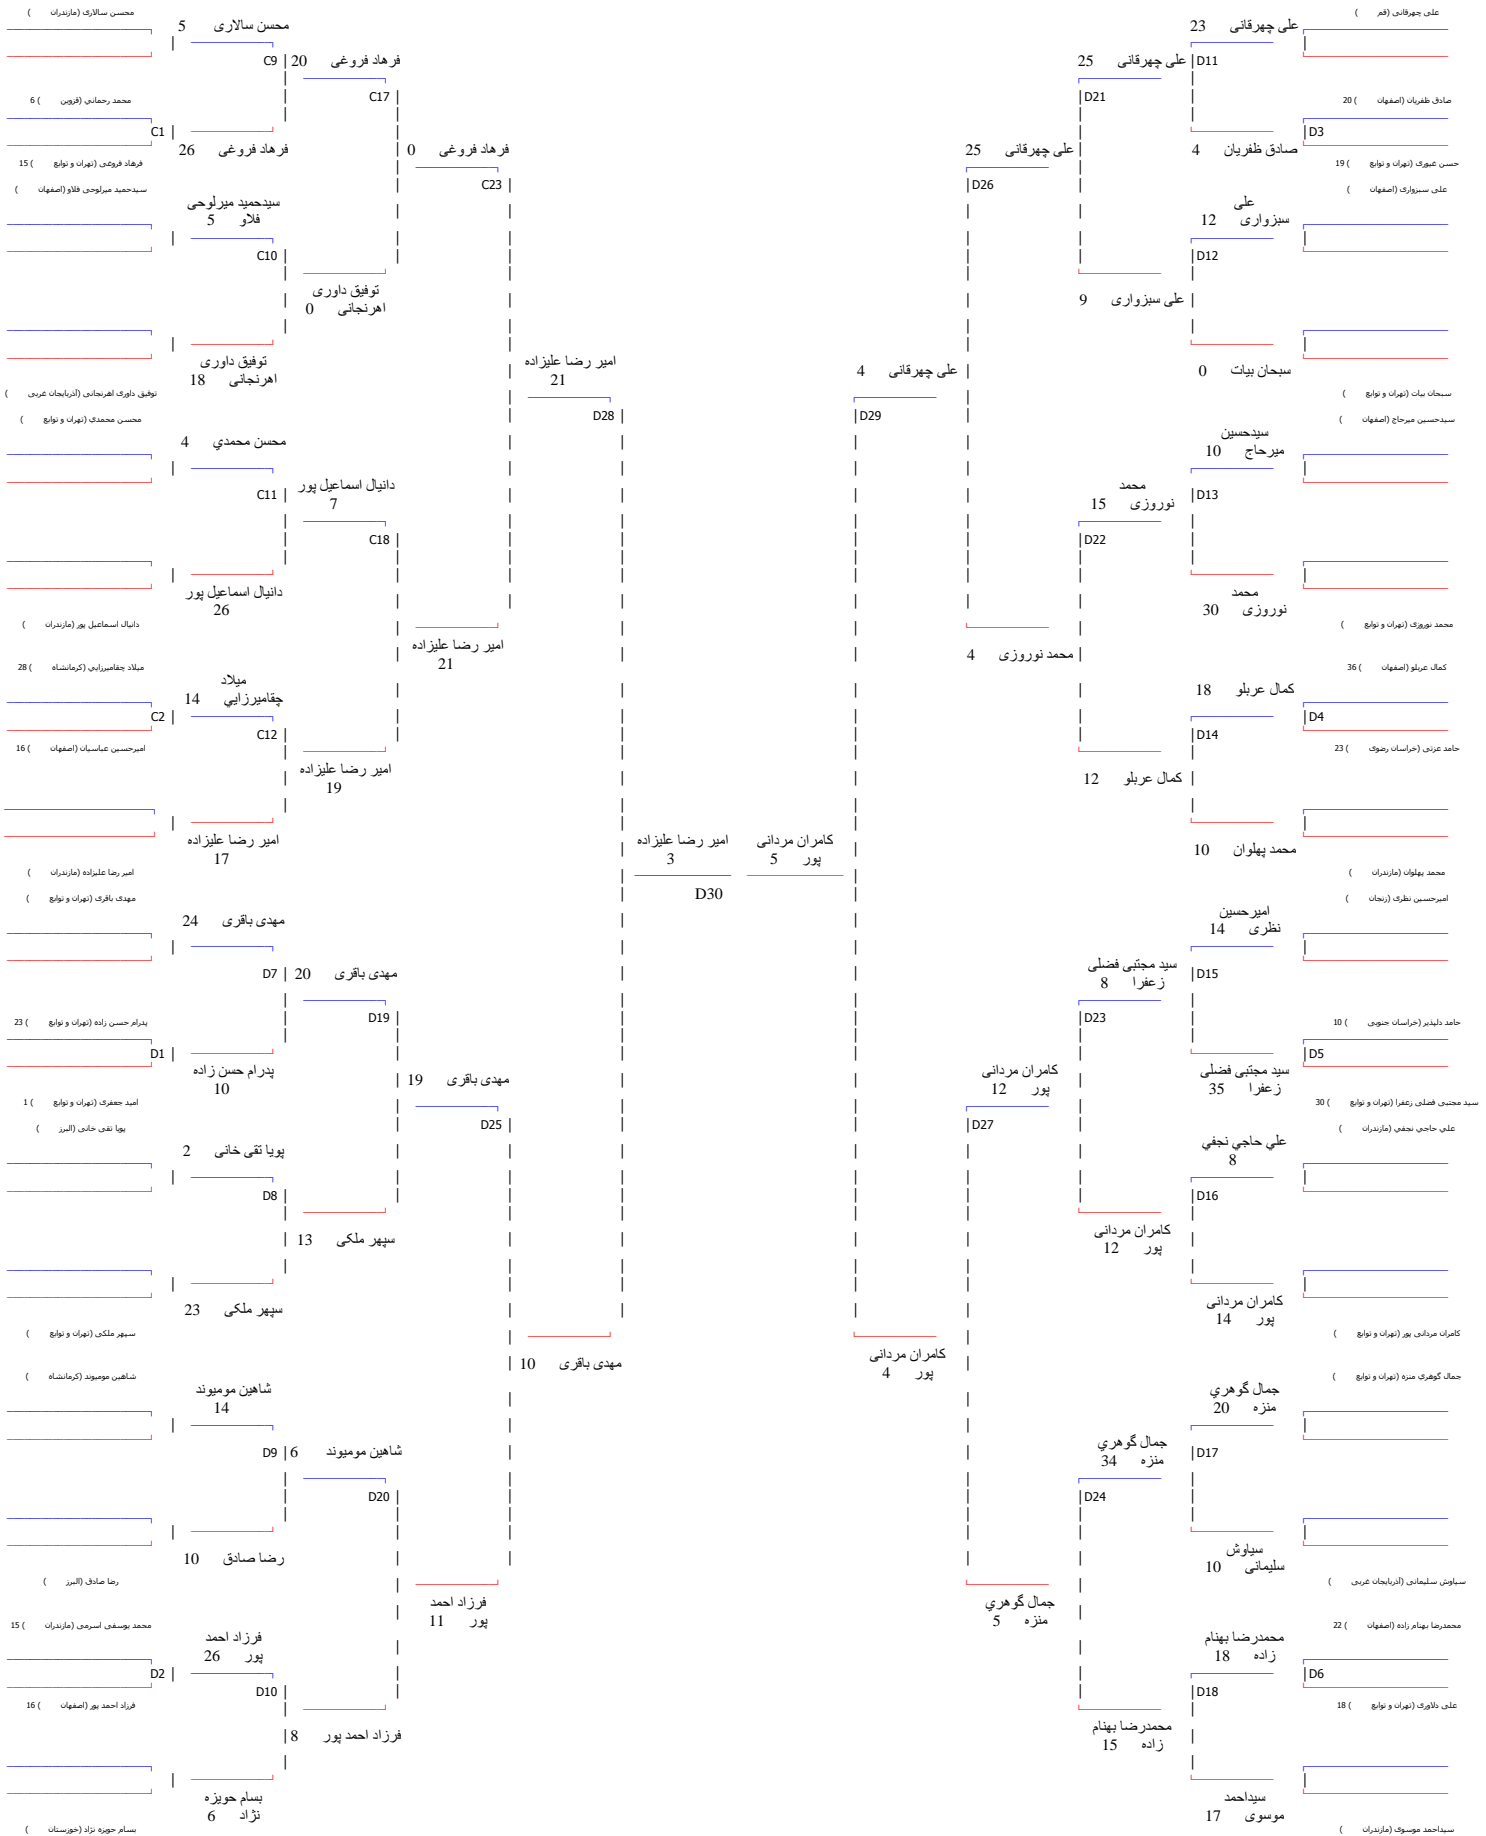 محسن سالاری (مازندران )
محسن سالاری 5
C9
محمد رحماني (قزوین ) 6
C1
فرهاد فروغی 26
فرهاد فروغی (تهران و توابع ) 15
فرهاد فروغی 20
C17
سیدحمید میرلوحی فلاو (اصفهان )
سیدحمید میرلوحی
فلاو 5
C10
توفیق داوری
اهرنجانی 18
توفیق داوری اهرنجانی (آذربایجان غربی )
توفیق داوری
اهرنجانی 0
فرهاد فروغی 0
C23
محسن محمدي (تهران و توابع )
محسن محمدي 4
C11
دانیال اسماعیل پور
26
دانیال اسماعیل پور (مازندران )
دانیال اسماعیل پور
7
C18
میلاد چقامیرزایي (کرمانشاه ) 28
C2
میلاد
چقامیرزایي 14
امیرحسین عباسیان (اصفهان ) 16
C12
امیر رضا علیزاده
17
امیر رضا علیزاده (مازندران )
امیر رضا علیزاده
19
امیر رضا علیزاده
21
امیر رضا علیزاده
21
D28
مهدی باقری (تهران و توابع )
مهدی باقری 24
D7
پدرام حسن زاده (تهران و توابع ) 23
D1
پدرام حسن زاده
10
امید جعفری (تهران و توابع ) 1
مهدی باقری 20
D19
پویا تقی خانی (البرز )
پویا تقی خانی 2
D8
سپهر ملکی 23
سپهر ملکی (تهران و توابع )
سپهر ملکی 13
مهدی باقری 19
D25
شاهین مومیوند (کرمانشاه )
شاهین مومیوند
14
D9
رضا صادق 10
رضا صادق (البرز )
شاهین مومیوند 6
D20
محمد یوسفی اسرمی (مازندران ) 15
D2
فرزاد احمد
پور 26
فرزاد احمد پور (اصفهان ) 16
D10
بسام حویزه
نژاد 6
بسام حویزه نژاد (خوزستان )
فرزاد احمد پور 8
فرزاد احمد
پور 11
مهدی باقری 10
امیر رضا علیزاده
3
D30
کامران مردانی
پور 5
علی چهرقانی 4
D29
علی چهرقانی 25
D26
علی چهرقانی 25
D21
علی چهرقانی 23
D11
علی چهرقانی (قم )
صادق ظفریان (اصفهان ) 20
D3
صادق ظفریان 4
حسن غیوری (تهران و توابع ) 19
علی سبزواری (اصفهان )
علی
سبزواری 12
D12
علی سبزواری 9
سبحان بیات 0
سبحان بیات (تهران و توابع )
سیدحسین میرحاج (اصفهان )
سیدحسین
میرحاج 10
D13
محمد
نوروزی 15
D22
محمد
نوروزی 30
محمد نوروزی (تهران و توابع )
محمد نوروزی 4
کمال عربلو (اصفهان ) 36
کمال عربلو 18
D4
D14
حامد عزتی (خراسان رضوی ) 23
کمال عربلو 12
محمد پهلوان 10
محمد پهلوان (مازندران )
امیرحسین نظری (زنجان )
امیرحسین
نظری 14
D15
سید مجتبی فضلی
زعفرا 8
D23
حامد دلپذیر (خراسان جنوبی ) 10
D5
سید مجتبی فضلی
زعفرا 35
سید مجتبی فضلی زعفرا (تهران و توابع ) 30
کامران مردانی
پور 12
D27
علي حاجي نجفي (مازندران )
علي حاجي نجفي
8
D16
کامران مردانی
پور 12
کامران مردانی
پور 14
کامران مردانی پور (تهران و توابع )
کامران مردانی
پور 4
جمال گوهري منزه (تهران و توابع )
جمال گوهري
منزه 20
D17
جمال گوهري
منزه 34
D24
سیاوش
سلیمانی 10
سیاوش سلیمانی (آذربایجان غربی )
جمال گوهري
منزه 5
محمدرضا بهنام زاده (اصفهان ) 22
محمدرضا بهنام
زاده 18
D6
D18
علی دلاوری (تهران و توابع ) 18
محمدرضا بهنام
زاده 15
سیداحمد
موسوی 17
سیداحمد موسوی (مازندران )